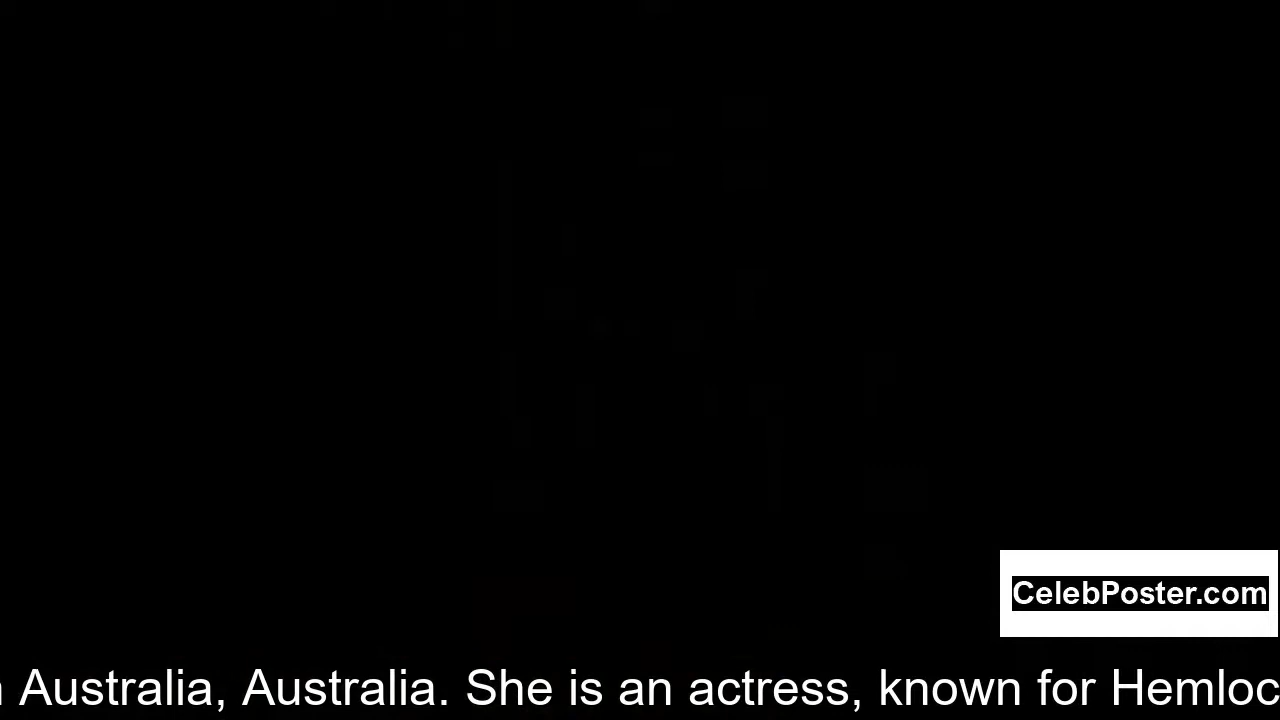 CelebPoster.com
Australia, Australia. She is an actress, known for